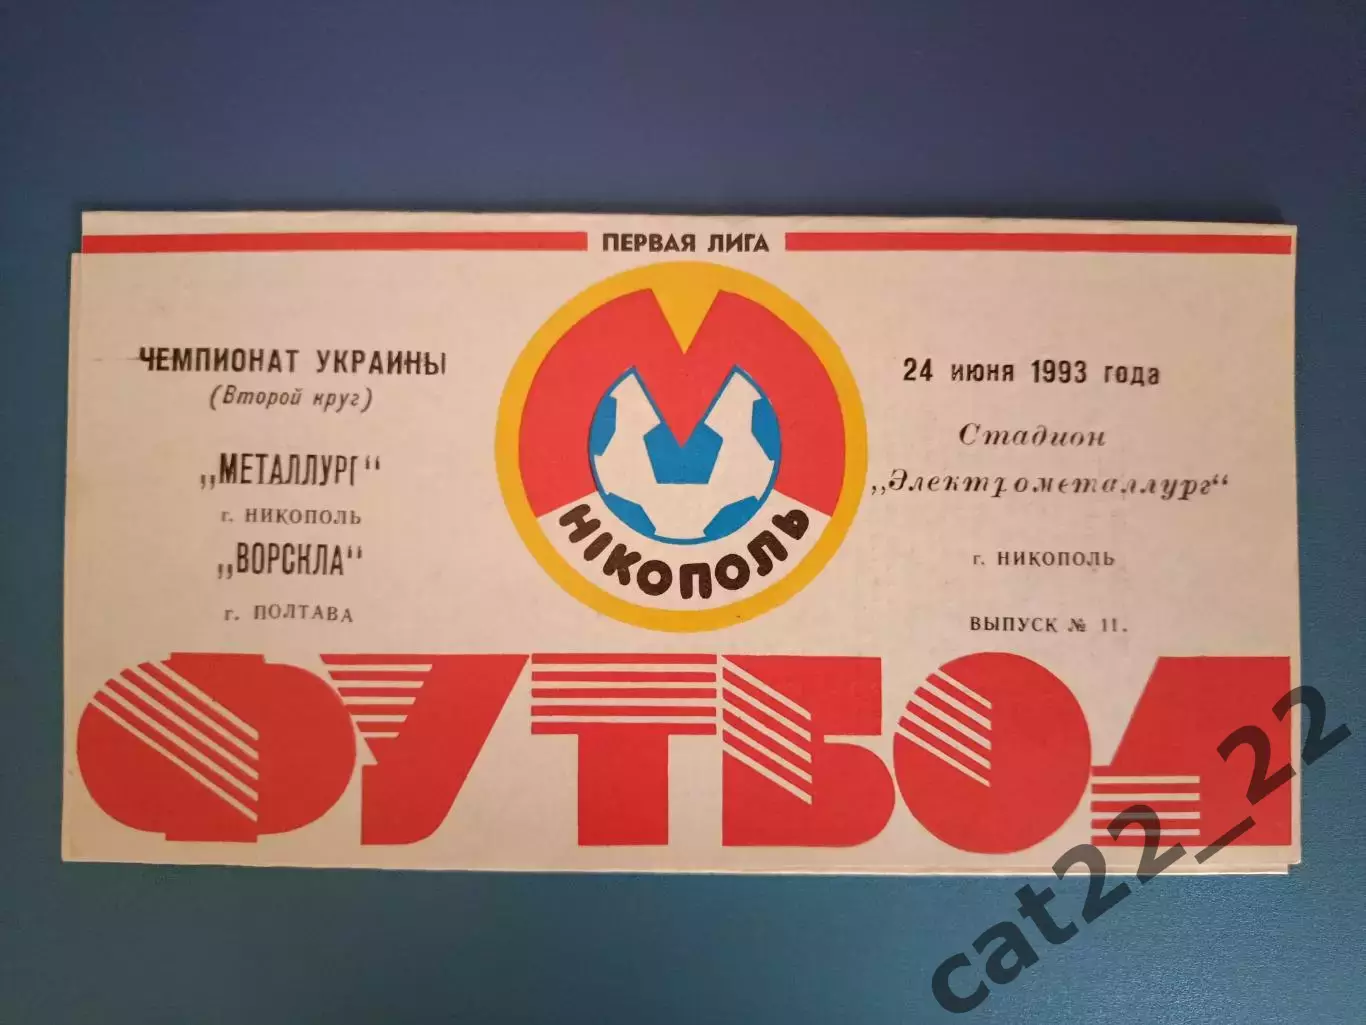 ПЕРВАЯ ЛИГА
ЧЕМПИОНАТ УКРАИНЫ
(Второй круг)
„МЕТАЛЛУРГ“
г. НИКОПОЛЬ
„ВОРСКЛА“
г. ПОЛТАВА
НІКОПОЛЬ
24 июня 1993 года
Стадион
„Электрометаллург“
г. НИКОПОЛЬ
ВЫПУСК № 11.
ФУТБОЛ
cat22_22